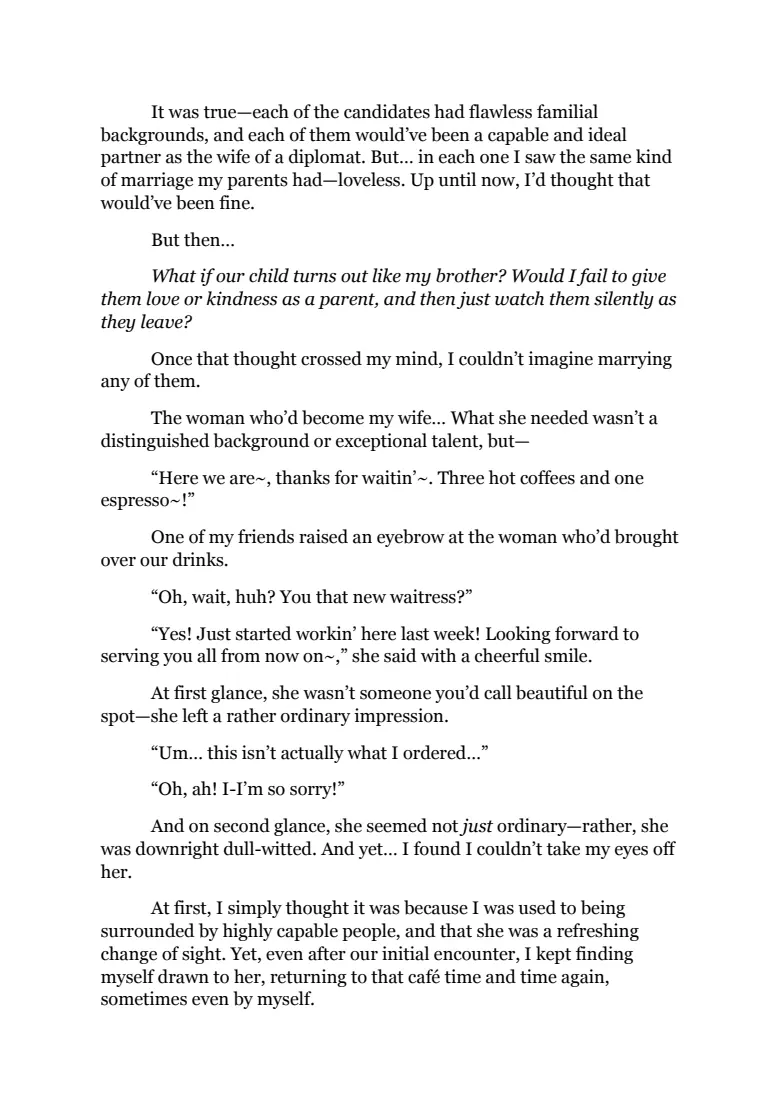 It was true—each of the candidates had flawless familial
backgrounds, and each of them would’ve been a capable and ideal
partner as the wife of a diplomat. But… in each one I saw the same kind
of marriage my parents had—loveless. Up until now, I’d thought that
would’ve been fine.
But then…
What if our child turns out like my brother? Would I fail to give
them love or kindness as a parent, and then just watch them silently as
they leave?
Once that thought crossed my mind, I couldn’t imagine marrying
any of them.
The woman who’d become my wife… What she needed wasn’t a
distinguished background or exceptional talent, but—
“Here we are~, thanks for waitin’~. Three hot coffees and one
espresso~!”
One of my friends raised an eyebrow at the woman who’d brought
over our drinks.
“Oh, wait, huh? You that new waitress?”
“Yes! Just started workin’ here last week! Looking forward to
serving you all from now on~,” she said with a cheerful smile.
At first glance, she wasn’t someone you’d call beautiful on the
spot—she left a rather ordinary impression.
“Um… this isn’t actually what I ordered…”
“Oh, ah! I-I’m so sorry!”
And on second glance, she seemed not just ordinary—rather, she
was downright dull-witted. And yet… I found I couldn’t take my eyes off
her.
At first, I simply thought it was because I was used to being
surrounded by highly capable people, and that she was a refreshing
change of sight. Yet, even after our initial encounter, I kept finding
myself drawn to her, returning to that café time and time again,
sometimes even by myself.